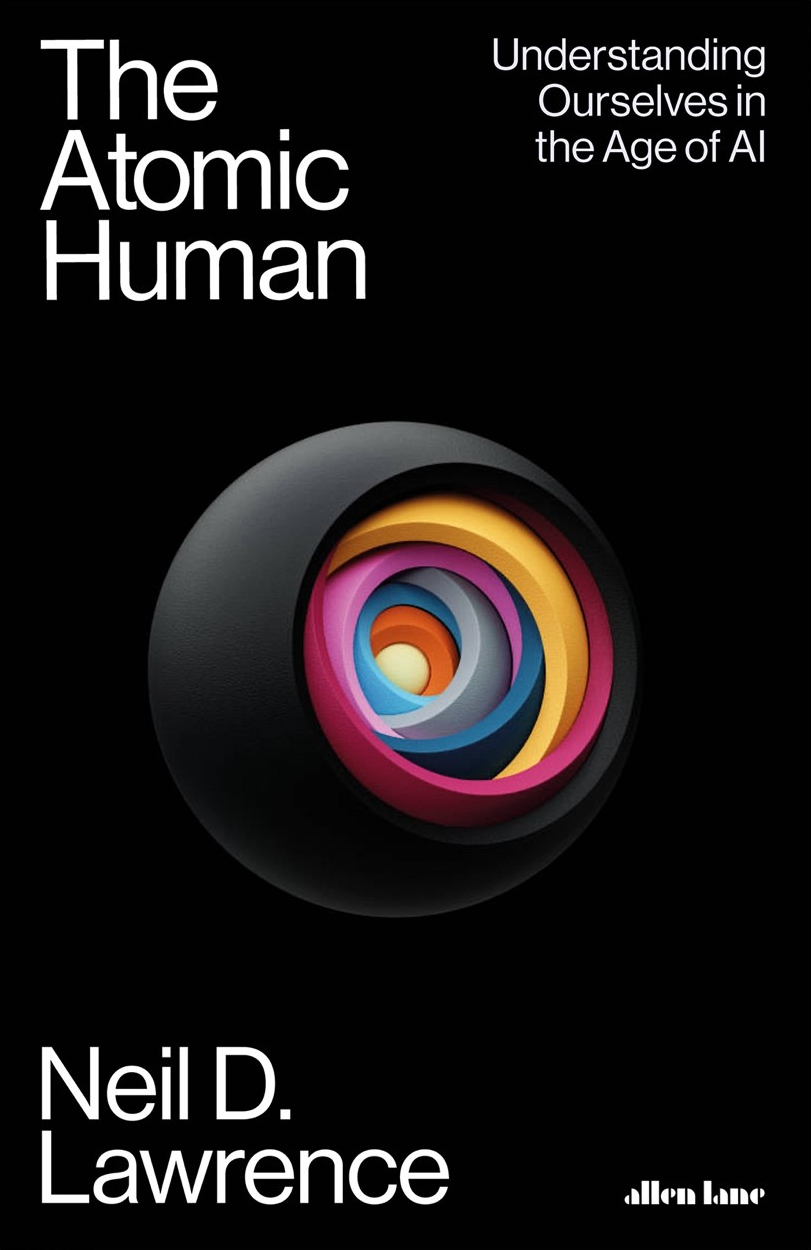 The
Atomic
Human
Understanding
Ourselves in
the Age of AI
Neil D.
Lawrence
allen lane